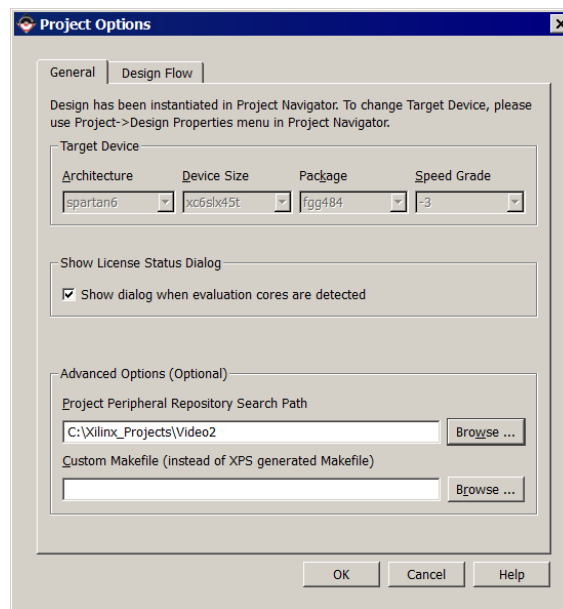 Project Options
General
Design Flow
Design has been instantiated in Project Navigator. To change Target Device, please
use Project->Design Properties menu in Project Navigator.
Target Device
Architecture Device Size Package Speed Grade
spartan6 xc6slx45t fgg484 -3
Show License Status Dialog
Show dialog when evaluation cores are detected
Advanced Options (Optional)
Project Peripheral Repository Search Path
C:\Xilinx_Projects\Video2 Browse ...
Custom Makefile (instead of XPS generated Makefile)
Browse ...
OK Cancel Help